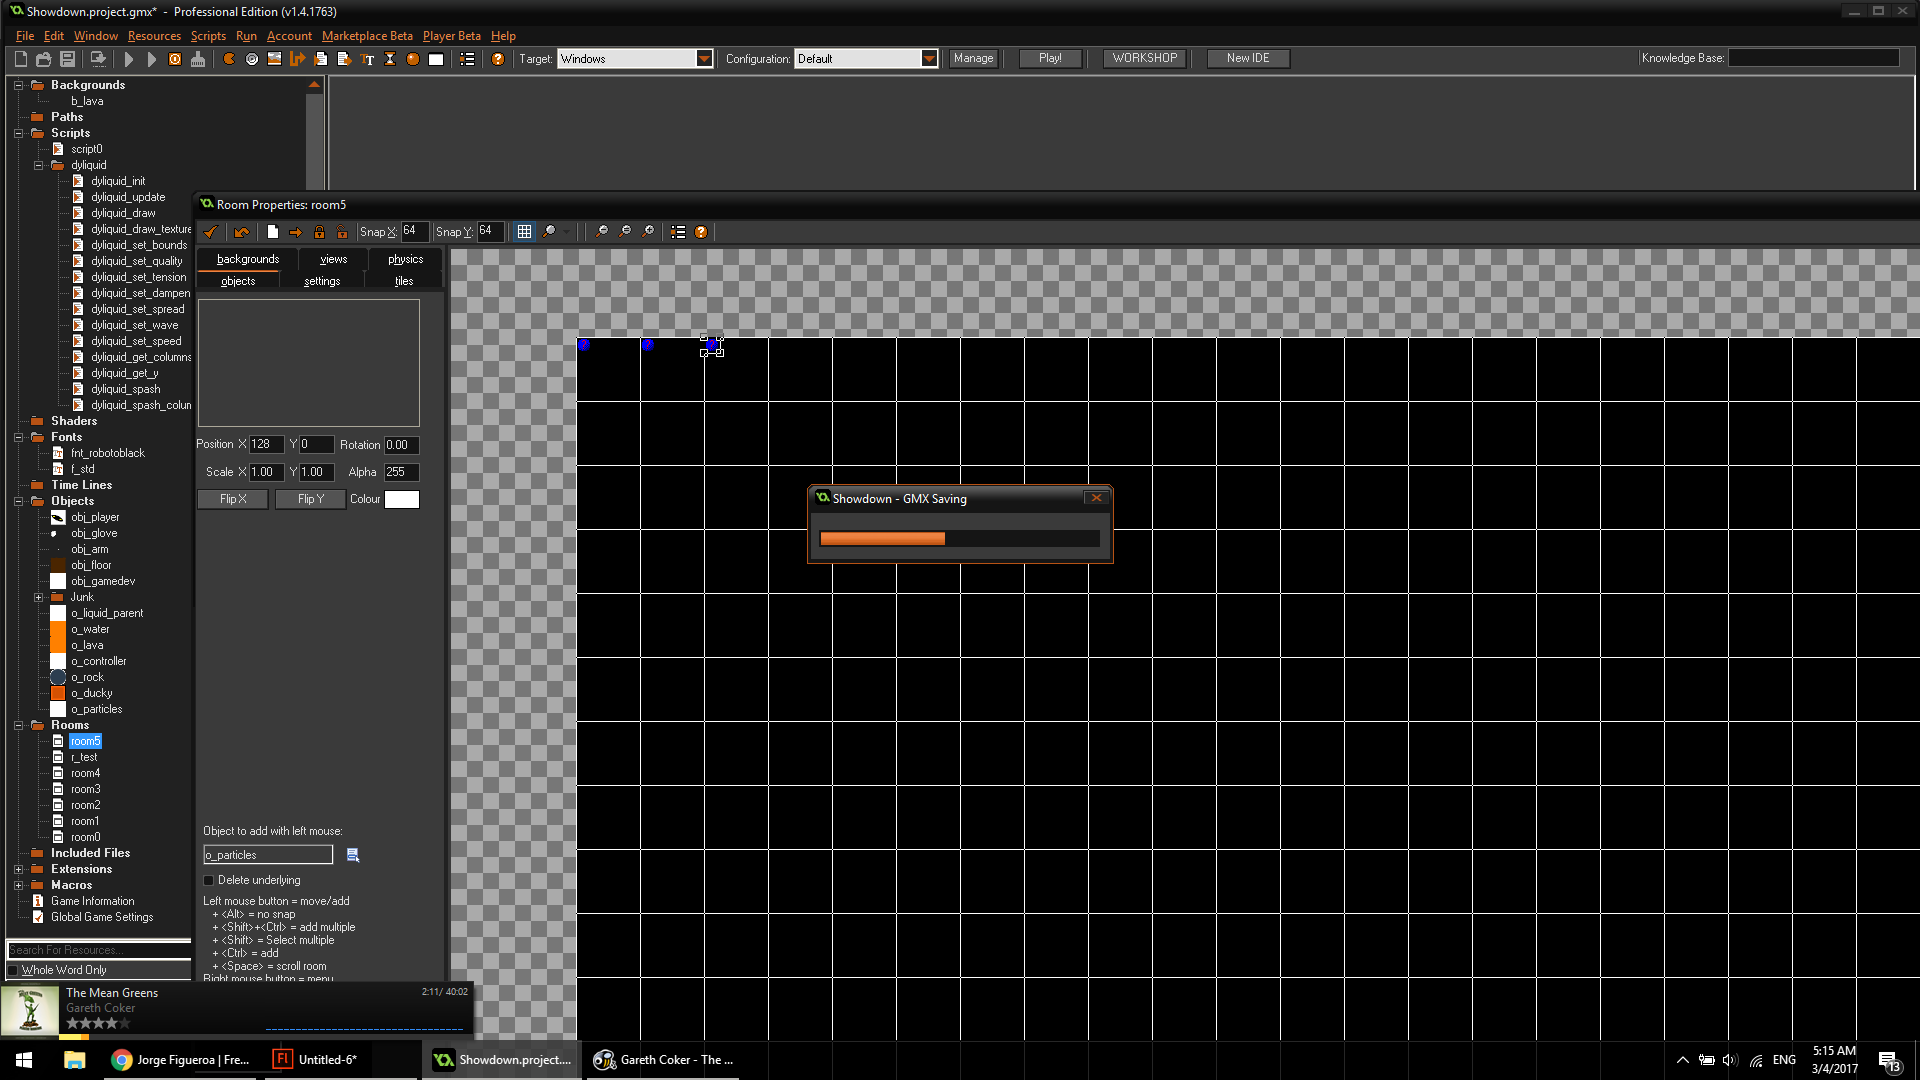 Showdown.project.gmx*  -  Professional Edition (v1.4.1763)
File Edit Window Resources Scripts Run Account Marketplace Beta Player Beta Help
Target: Windows Configuration: Default Manage Play! WORKSHOP New IDE Knowledge Base:
Backgrounds
b_lava
Paths
Scripts
script0
dyliquid
dyliquid_init
dyliquid_update
dyliquid_draw
dyliquid_draw_texture
dyliquid_set_bounds
dyliquid_set_quality
dyliquid_set_tension
dyliquid_set_dampen
dyliquid_set_spread
dyliquid_set_wave
dyliquid_set_speed
dyliquid_get_columns
dyliquid_get_y
dyliquid_spash
dyliquid_spash_colun
Shaders
Fonts
fnt_robotoblack
f_std
Time Lines
Objects
obj_player
obj_glove
obj_arm
obj_floor
obj_gamedev
Junk
o_liquid_parent
o_water
o_lava
o_controller
o_rock
o_ducky
o_particles
Rooms
room5
r_test
room4
room3
room2
room1
room0
Included Files
Extensions
Macros
Game Information
Global Game Settings
Search For Resources...
Whole Word Only
Room Properties: room5
Snap X: 64 Snap Y: 64
backgrounds views physics
objects settings tiles
Position X 128 Y 0 Rotation 0.00
Scale X 1.00 Y 1.00 Alpha 255
Flip X Flip Y Colour
Object to add with left mouse:
o_particles
Delete underlying
Left mouse button = move/add
+ <Alt> = no snap
+ <Shift>+<Ctrl> = add multiple
+ <Shift> = Select multiple
+ <Ctrl> = add
+ <Space> = scroll room
Right mouse button = menu
Showdown - GMX Saving
The Mean Greens 2:11/ 40:02
Gareth Coker
Jorge Figueroa | Fre... Untitled-6* Showdown.project.... Gareth Coker - The ... ENG 5:15 AM
3/4/2017 13